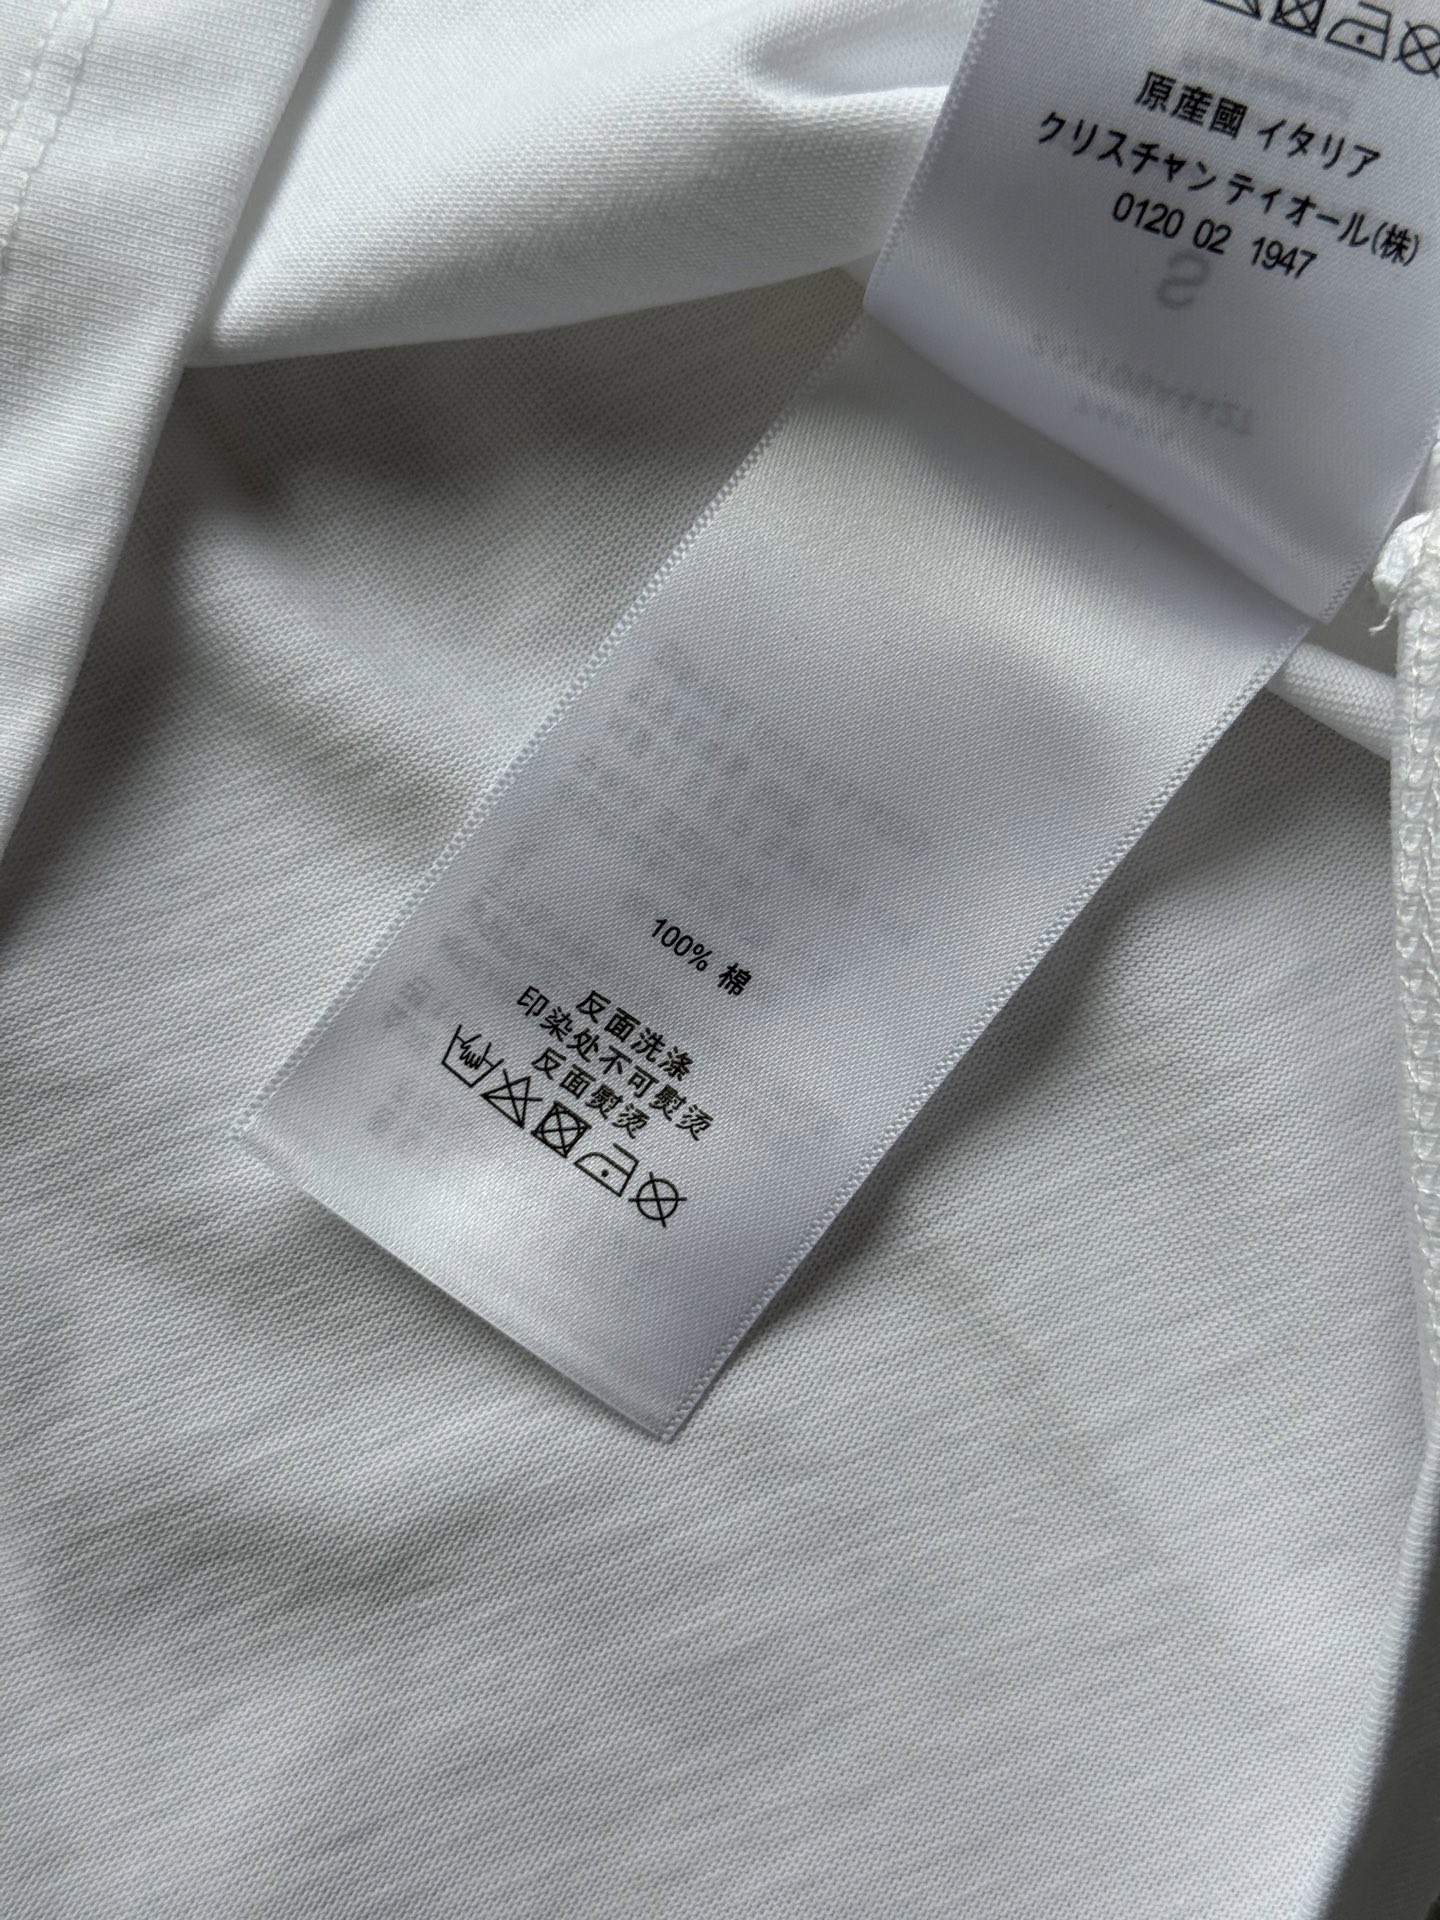 原産國 イタリア
クリスチャン ディオール(株)
0120 02 1947
S
100% 棉
反面洗涤
印染处不可熨烫
反面熨烫